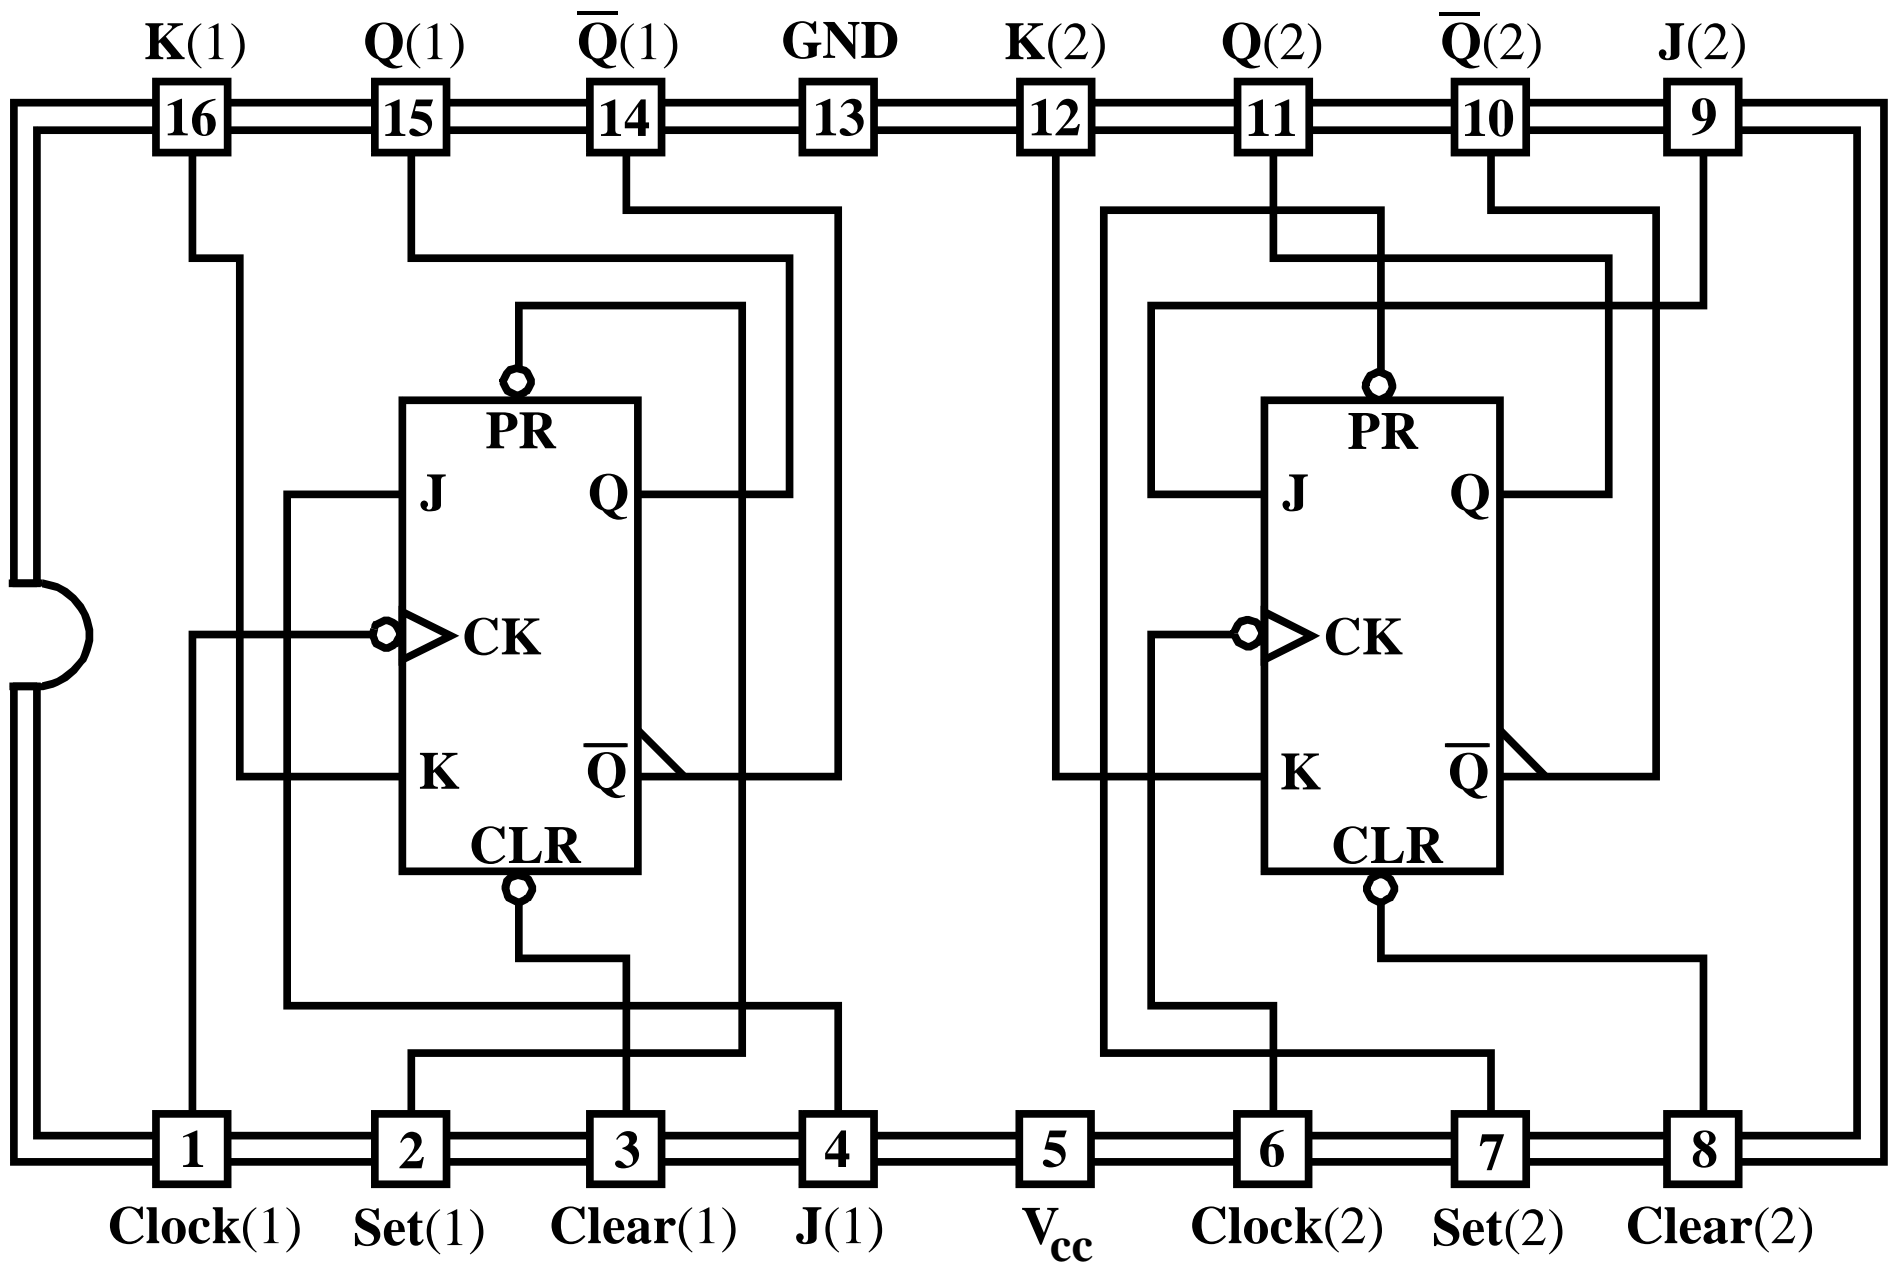 K(1) Q(1) Q̅(1) GND K(2) Q(2) Q̅(2) J(2)
16 15 14 13 12 11 10 9
PR PR
J Q J Q
CK CK
K Q̅ K Q̅
CLR CLR
1 2 3 4 5 6 7 8
Clock(1) Set(1) Clear(1) J(1) Vcc Clock(2) Set(2) Clear(2)